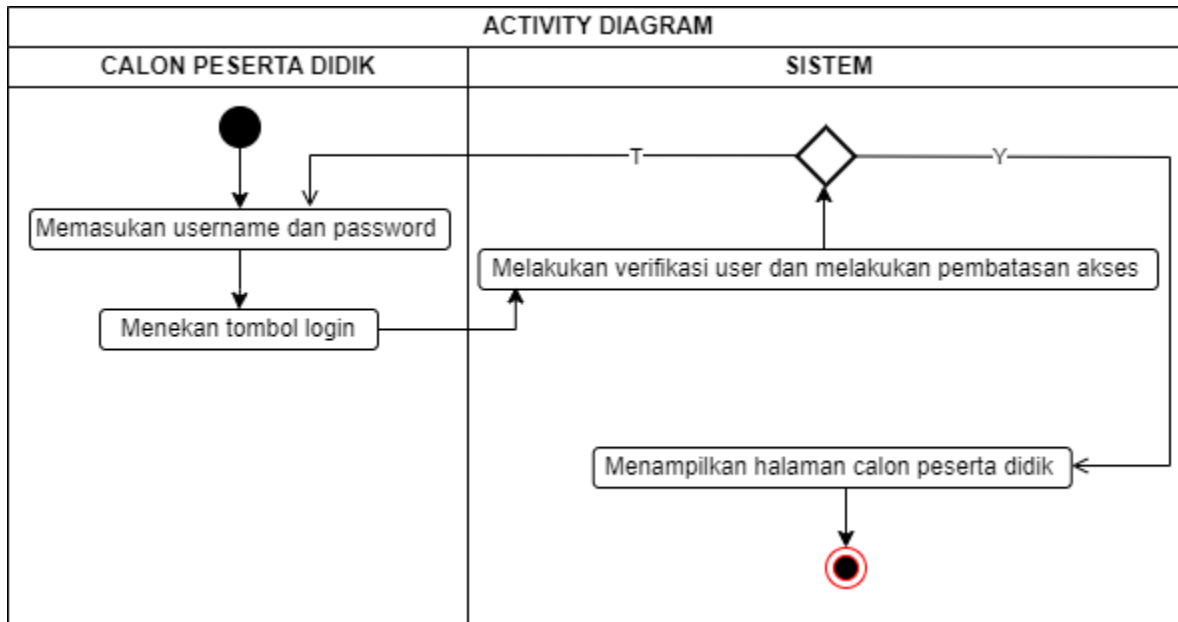 ACTIVITY DIAGRAM
CALON PESERTA DIDIK
SISTEM
T
Y
Memasukan username dan password
Melakukan verifikasi user dan melakukan pembatasan akses
Menekan tombol login
Menampilkan halaman calon peserta didik